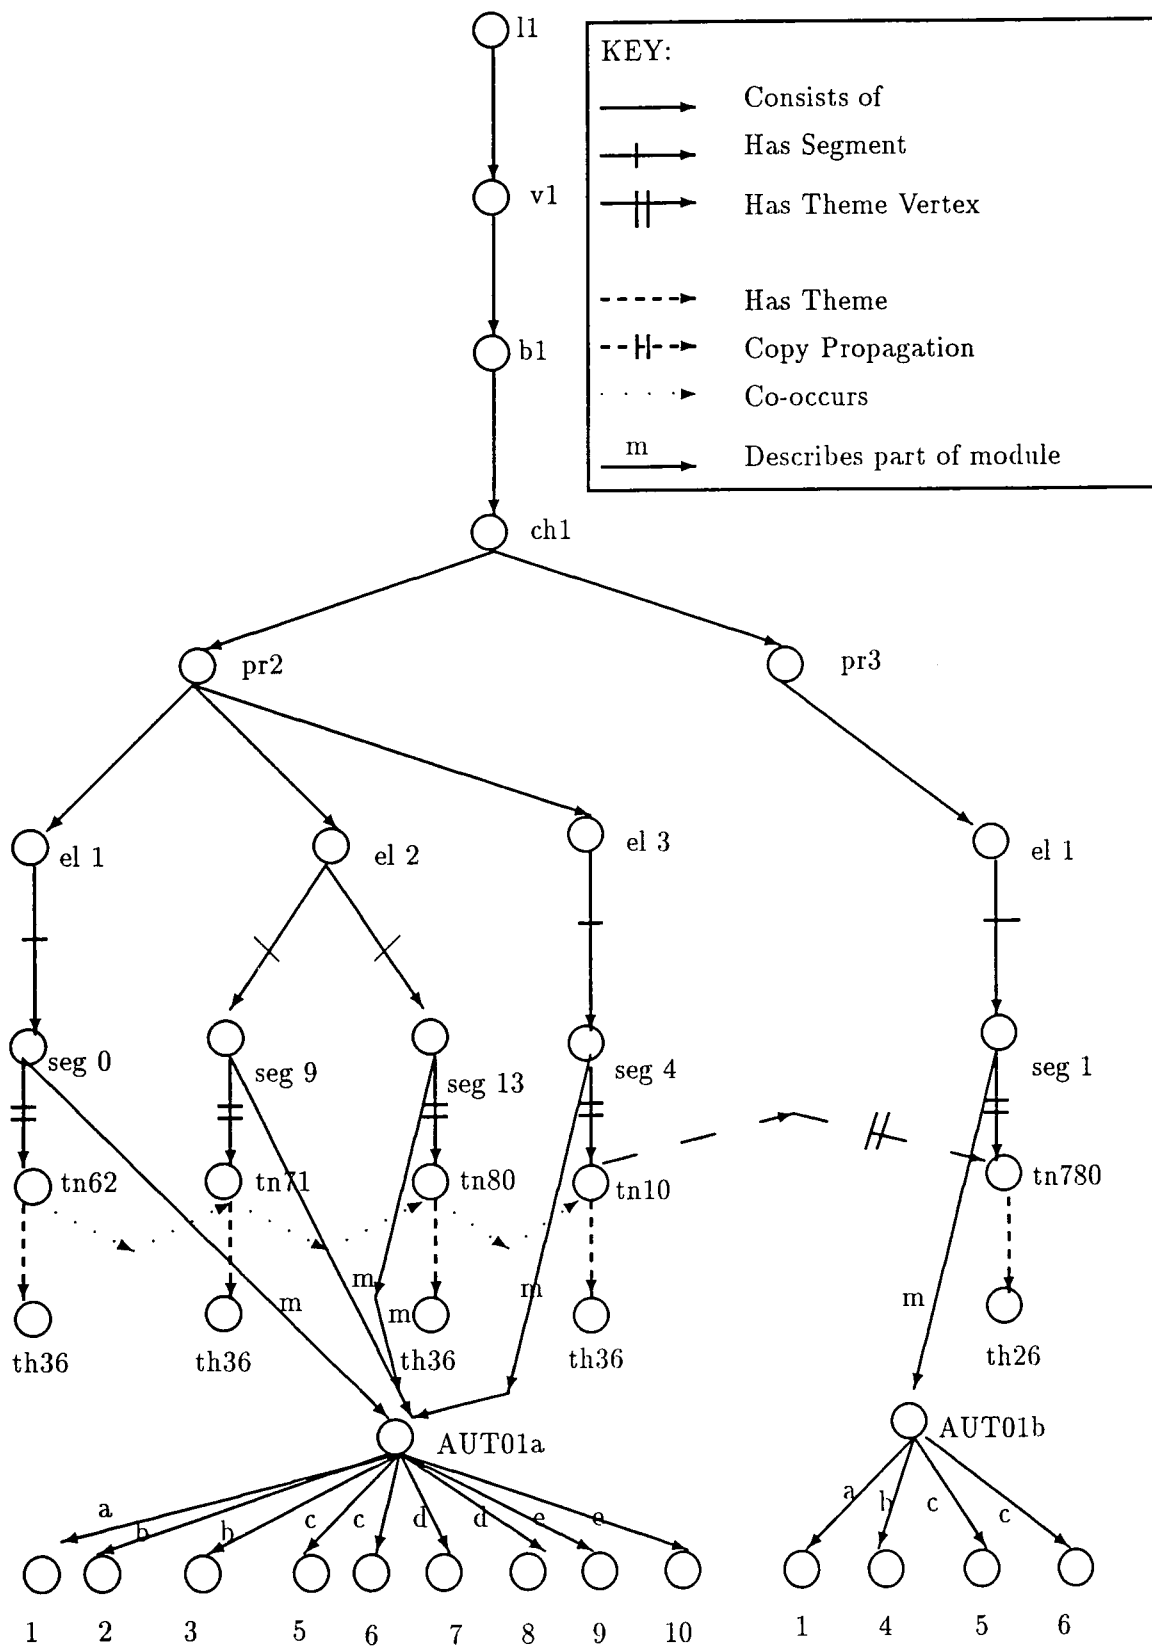 l1
KEY:
Consists of
Has Segment
v1
Has Theme Vertex
Has Theme
b1
Copy Propagation
Co-occurs
m
Describes part of module
ch1
pr2
pr3
el 1
el 2
el 3
el 1
seg 0
seg 9
seg 13
seg 4
seg 1
tn62
tn71
tn80
tn10
tn780
m
m
m
m
m
th36
th36
th36
th36
th26
AUT01a
AUT01b
a b b c c d d e e
a b c c
1 2 3 5 6 7 8 9 10
1 4 5 6